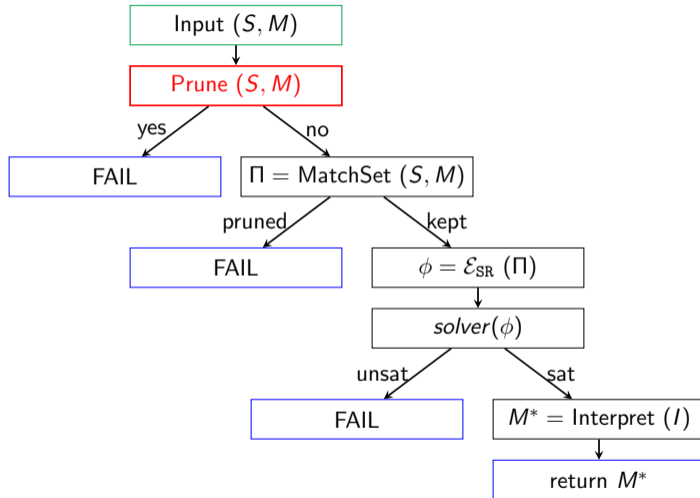 Input (S, M)
Prune (S, M)
yes
no
FAIL
Π = MatchSet (S, M)
pruned
kept
FAIL
ϕ = ℰ_SR (Π)
solver(ϕ)
unsat
sat
FAIL
M* = Interpret (I)
return M*